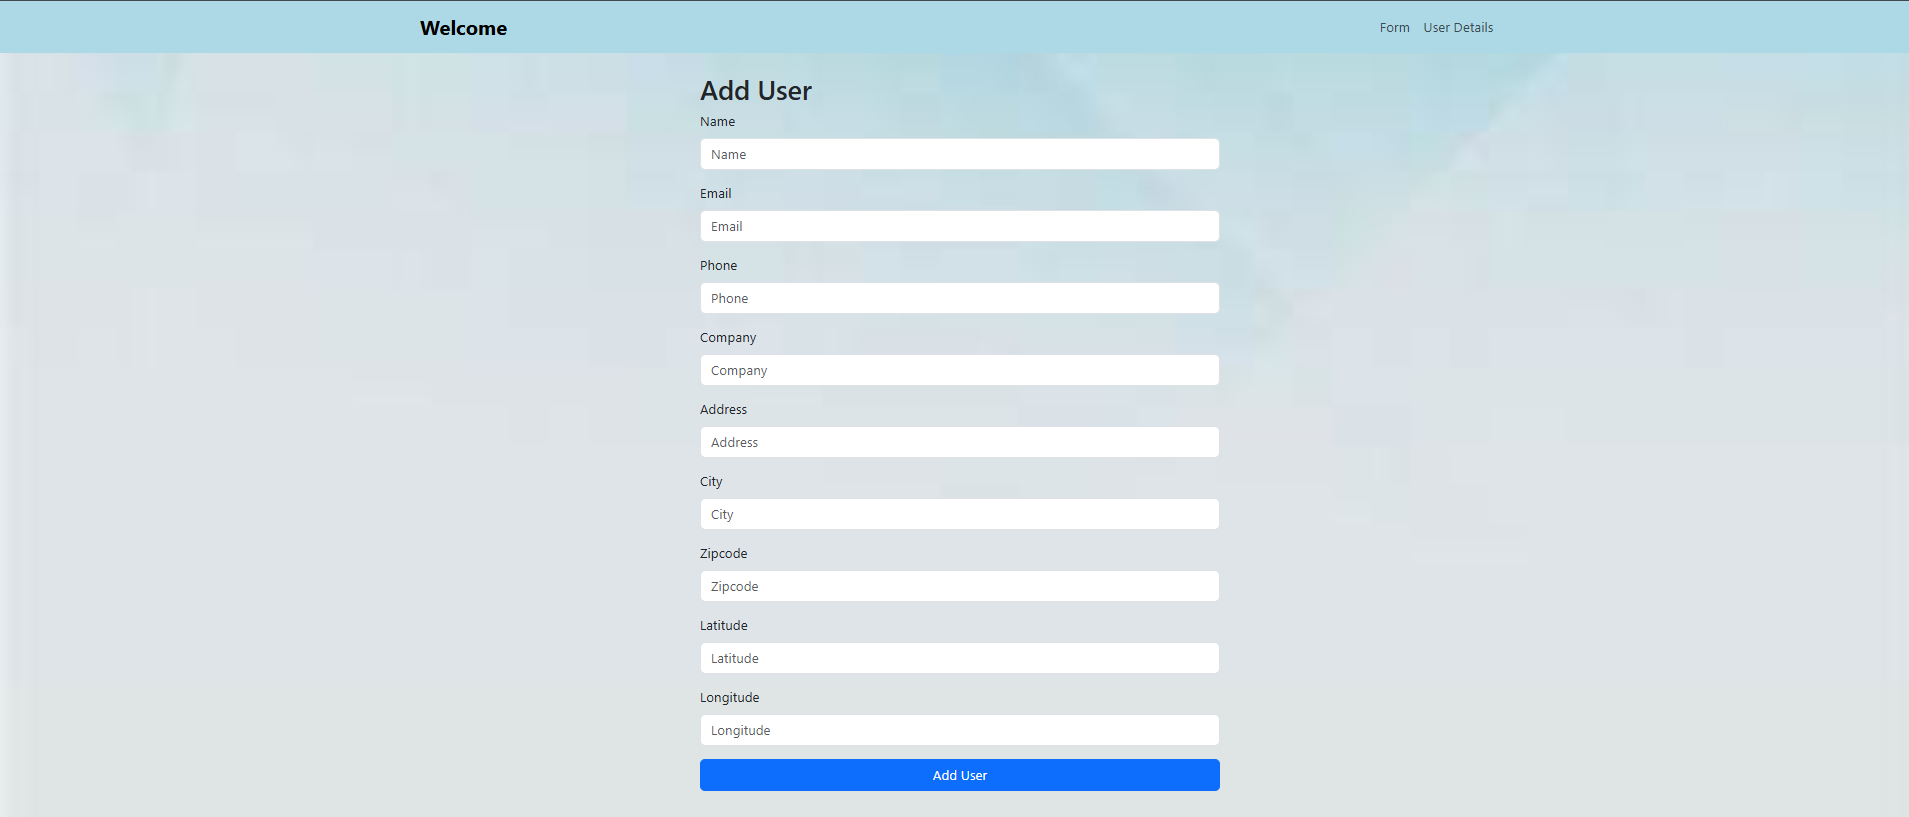 Welcome Form User Details
Add User
Name
Name
Email
Email
Phone
Phone
Company
Company
Address
Address
City
City
Zipcode
Zipcode
Latitude
Latitude
Longitude
Longitude
Add User